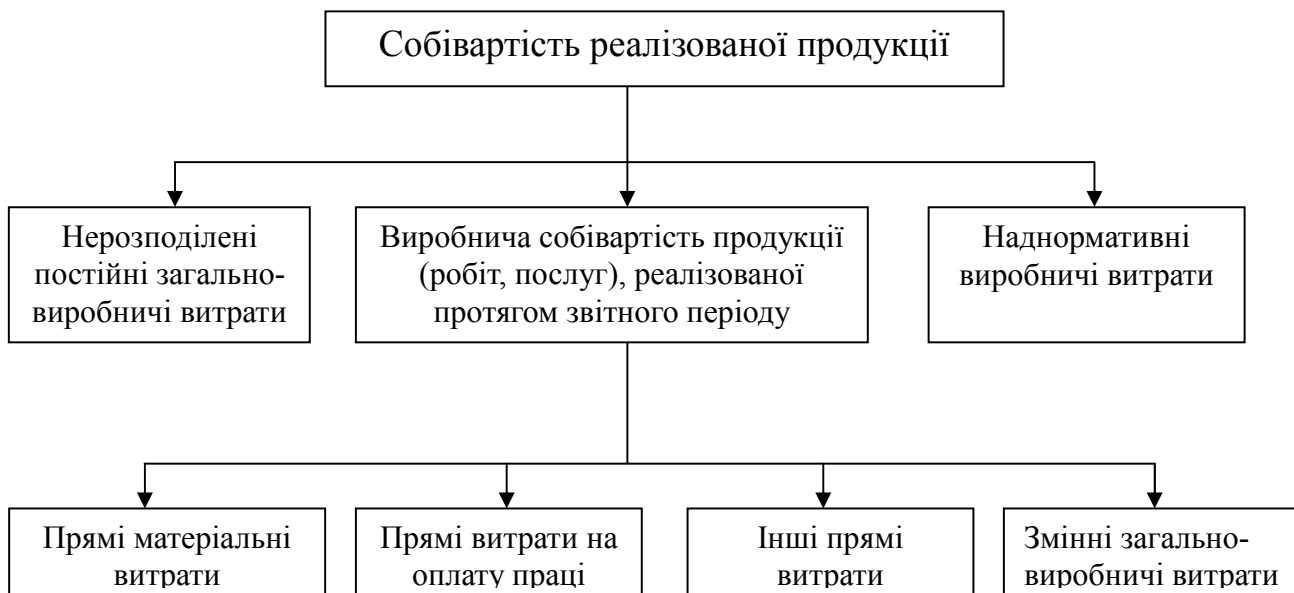 Собівартість реалізованої продукції
Нерозподілені
постійні загально-
виробничі витрати
Виробнича собівартість продукції
(робіт, послуг), реалізованої
протягом звітного періоду
Наднормативні
виробничі витрати
Прямі матеріальні
витрати
Прямі витрати на
оплату праці
Інші прямі
витрати
Змінні загально-
виробничі витрати